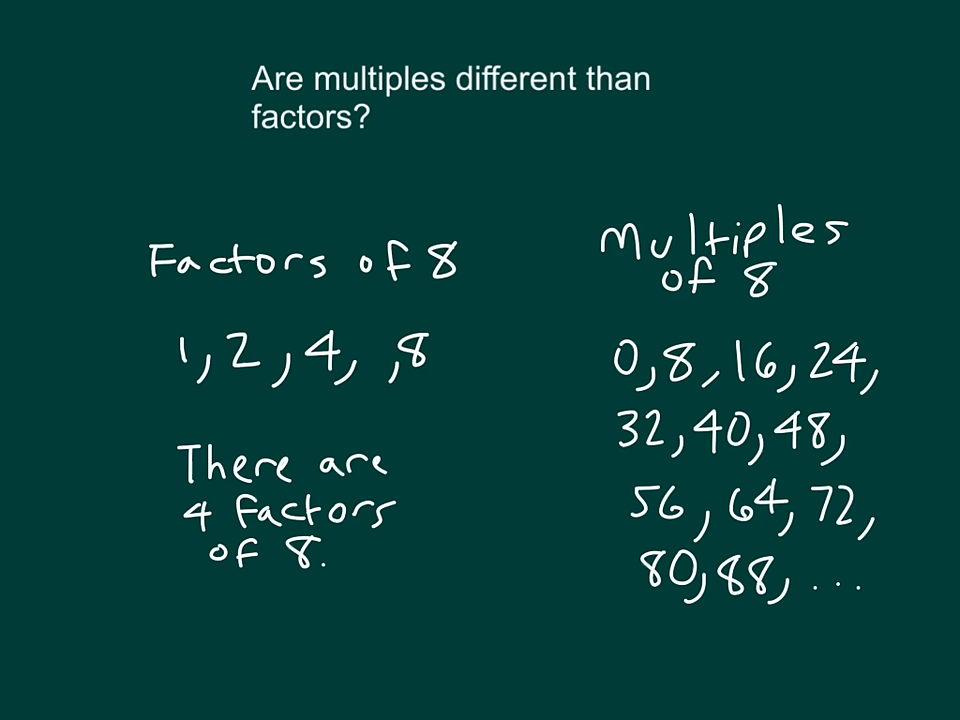 Are multiples different than
factors?
Factors of 8
1, 2, 4, ,8
There are
4 factors
of 8.
Multiples
of 8
0, 8, 16, 24,
32, 40, 48,
56, 64, 72,
80, 88, ...